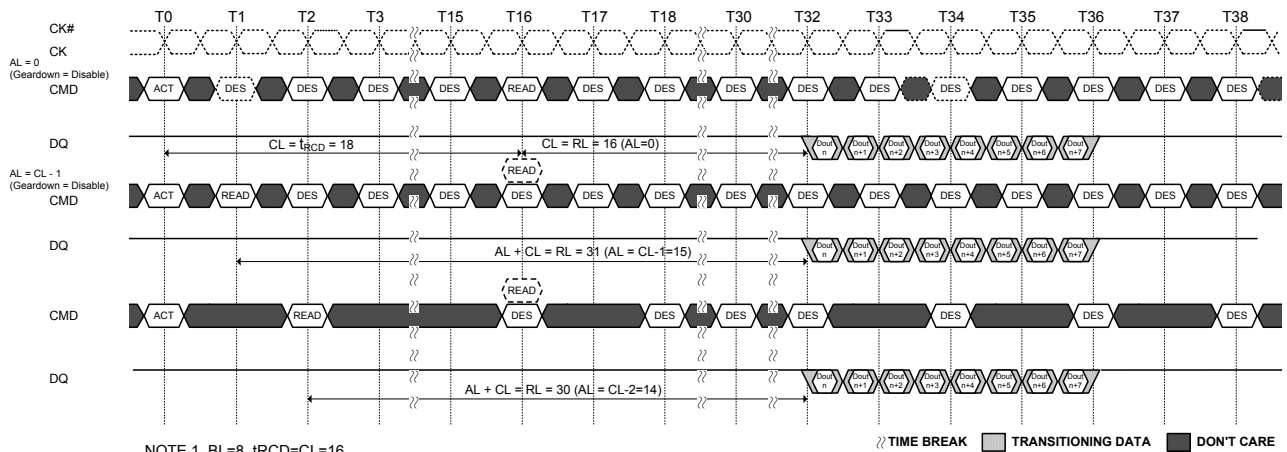 T0 T1 T2 T3 T15 T16 T17 T18 T30 T32 T33 T34 T35 T36 T37 T38
CK#
CK
AL = 0
(Geardown = Disable)
CMD ACT DES DES DES DES READ DES DES DES DES DES DES DES DES DES DES
DQ CL = tRCD = 18 CL = RL = 16 (AL=0) Dout n Dout n+1 Dout n+2 Dout n+3 Dout n+4 Dout n+5 Dout n+6 Dout n+7
READ
AL = CL - 1
(Geardown = Disable)
CMD ACT READ DES DES DES DES DES DES DES DES DES DES DES DES DES DES
DQ AL + CL = RL = 31 (AL = CL-1=15) Dout n Dout n+1 Dout n+2 Dout n+3 Dout n+4 Dout n+5 Dout n+6 Dout n+7
READ
CMD ACT READ DES DES DES DES DES DES DES
DQ AL + CL = RL = 30 (AL = CL-2=14) Dout n Dout n+1 Dout n+2 Dout n+3 Dout n+4 Dout n+5 Dout n+6 Dout n+7
TIME BREAK TRANSITIONING DATA DON'T CARE
NOTE 1 BL=8, tRCD=CL=16